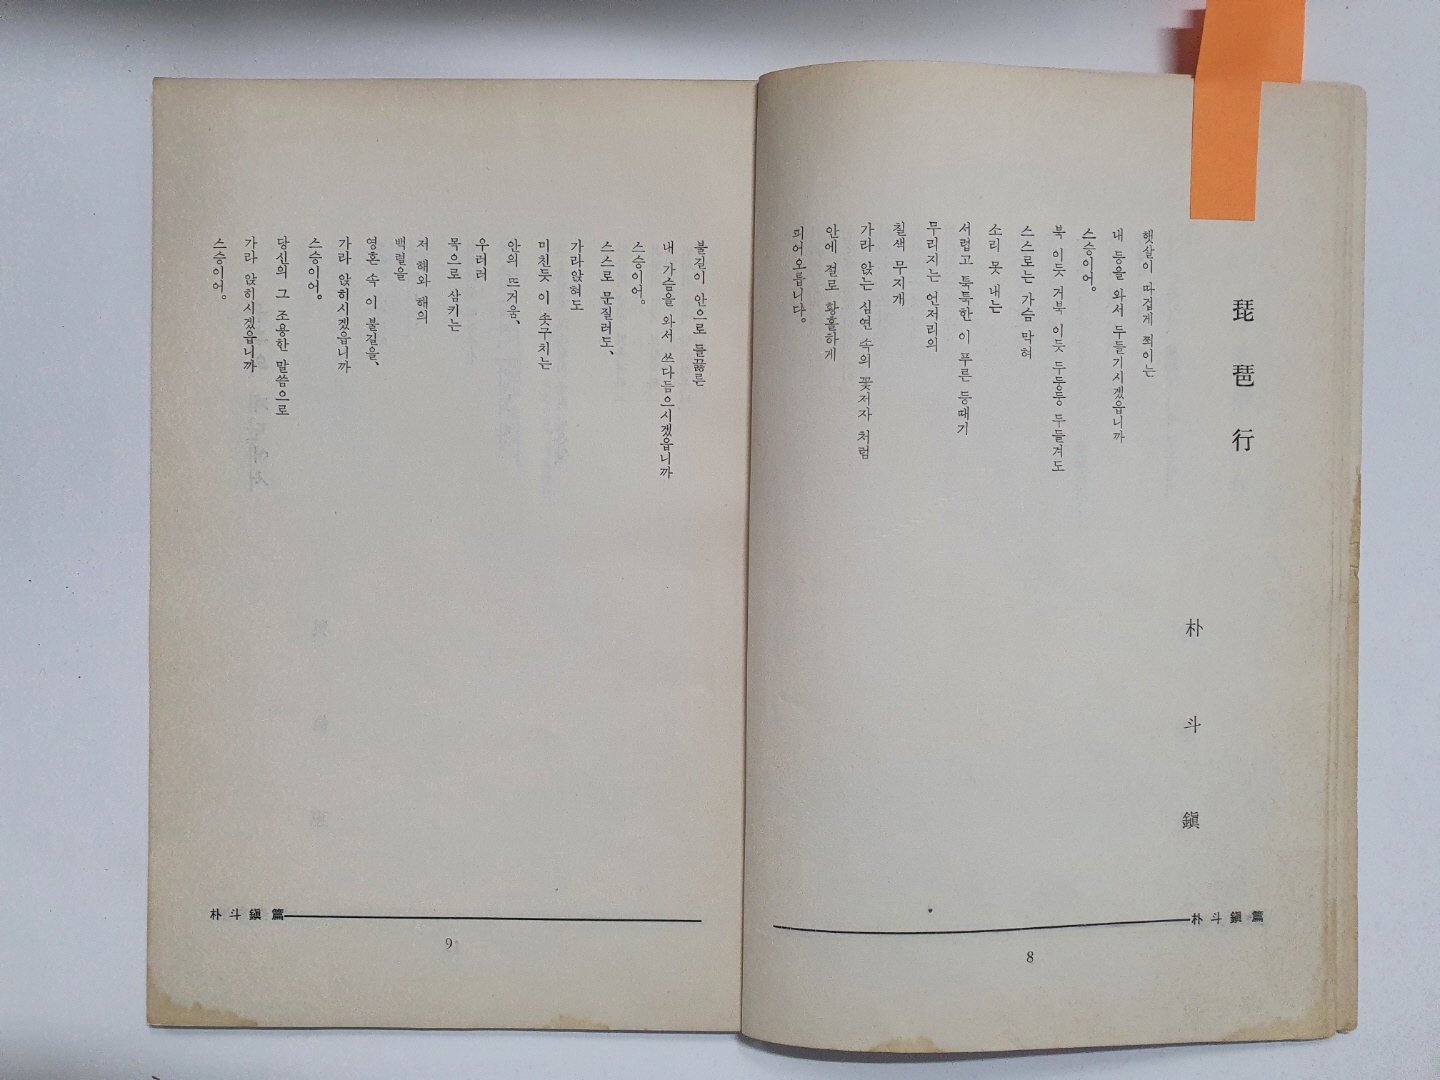 琵琶行
朴斗鎭
햇살이 따겁게 쬐이는
내 등을 와서 두들기시겠읍니까
스승이어。
북 이듯 거북 이듯 두둥둥 두들겨도
스스로는 가슴 막혀
소리 못 내는
서럽고 툭툭한 이 푸른 등때기
무리지는 언저리의
칠색 무지개
가라 앉는 심연 속의 꽃저자 처럼
안에 절로 황홀하게
피어오릅니다。
朴斗鎭篇
8
불길이 안으로 들끓른
내 가슴을 와서 쓰다듬으시겠읍니까
스승이어。
스스로 문질러도、
가라앉혀도
미친듯 이 솟구치는
안의 뜨거움、
우러러
목으로 삼키는
저 해와 해의
백렬을
영혼 속 이 불길을、
가라 앉히시겠읍니까
스승이어。
당신의 그 조용한 말씀으로
가라 앉히시겠읍니까
스승이어。
朴斗鎭篇
9